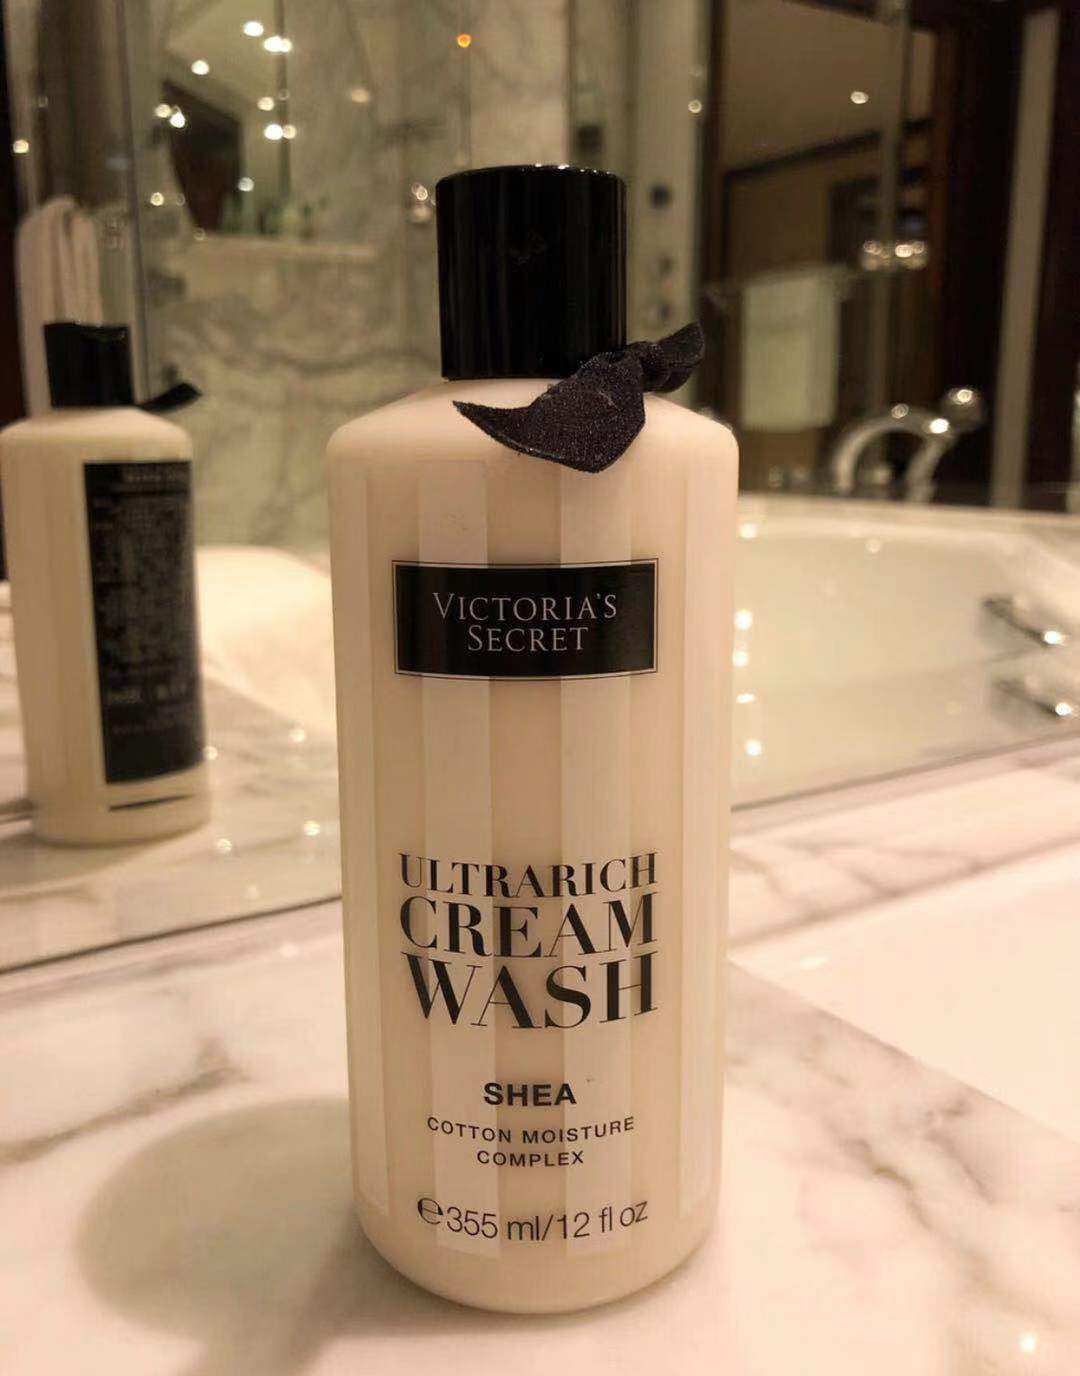 VICTORIA'S
SECRET
ULTRARICH
CREAM
WASH
SHEA
COTTON MOISTURE
COMPLEX
℮355 ml/12 fl oz